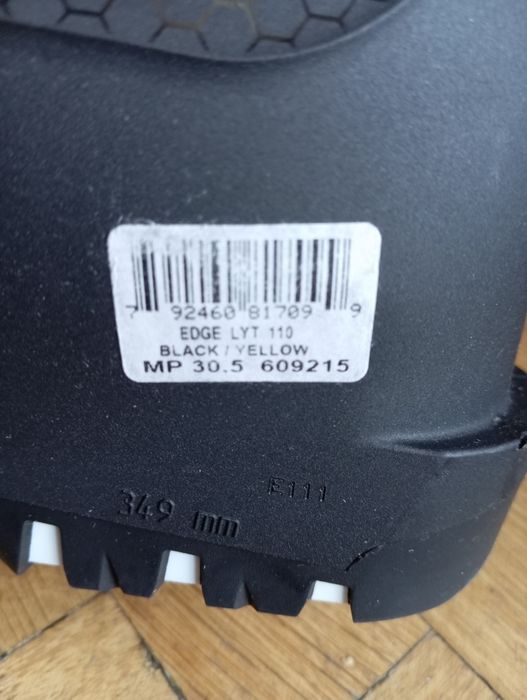 7 92460 81709 9
EDGE LYT 110
BLACK / YELLOW
MP 30.5 609215
E111
349 mm